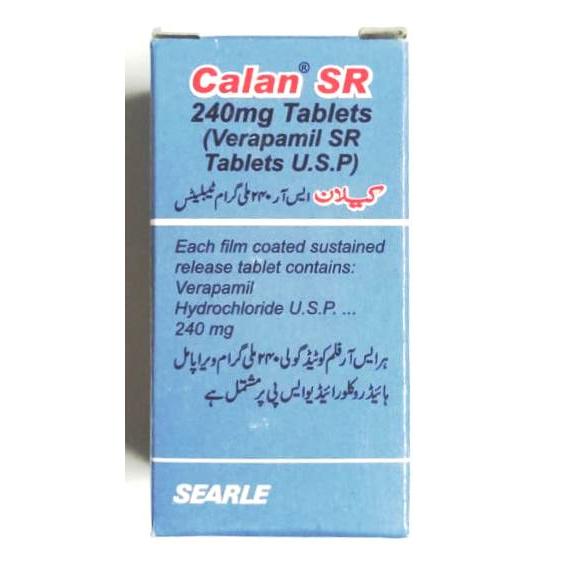 Calan® SR
240mg Tablets
(Verapamil SR
Tablets U.S.P)
کیلان ایس آر ۲۴۰ ملی گرام ٹیبلیٹس
Each film coated sustained
release tablet contains:
Verapamil
Hydrochloride U.S.P. ...
240 mg
ہر ایس آر فلم کوٹیڈ گولی ۲۴۰ ملی گرام ویراپامل
ہائیڈروکلورائیڈ یو ایس پی پر مشتمل ہے
SEARLE